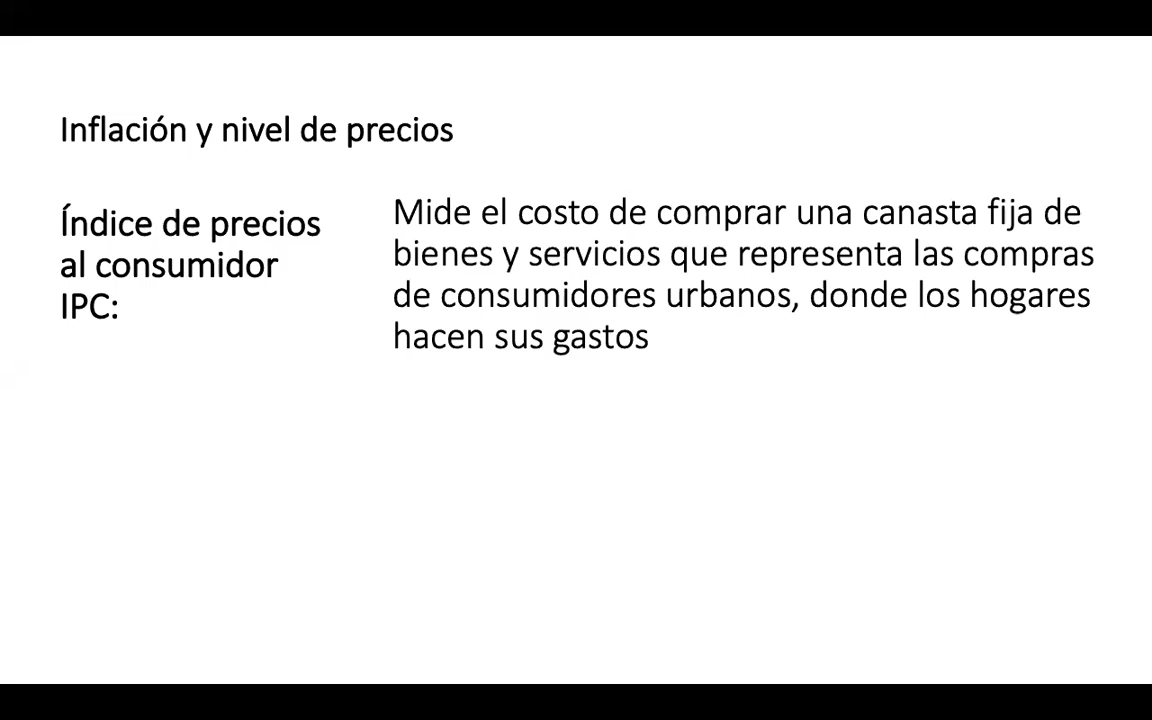 Inflación y nivel de precios
Índice de precios
al consumidor
IPC:
Mide el costo de comprar una canasta fija de
bienes y servicios que representa las compras
de consumidores urbanos, donde los hogares
hacen sus gastos